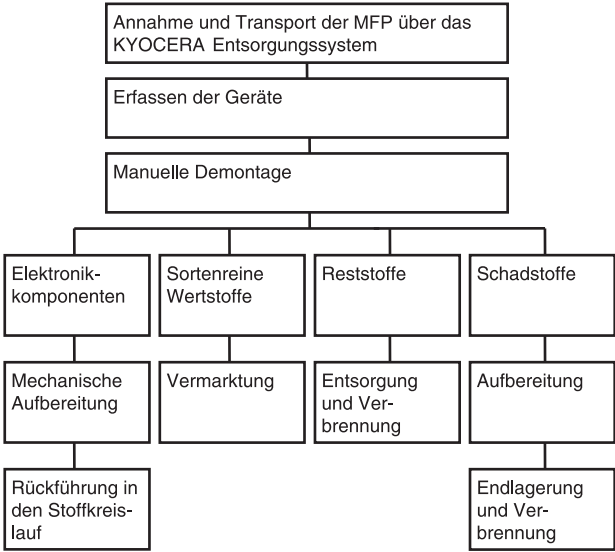 Annahme und Transport der MFP über das
KYOCERA Entsorgungssystem
Erfassen der Geräte
Manuelle Demontage
Elektronik-
komponenten
Sortenreine
Wertstoffe
Reststoffe
Schadstoffe
Mechanische
Aufbereitung
Vermarktung
Entsorgung
und Ver-
brennung
Aufbereitung
Rückführung in
den Stoffkreis-
lauf
Endlagerung
und Ver-
brennung